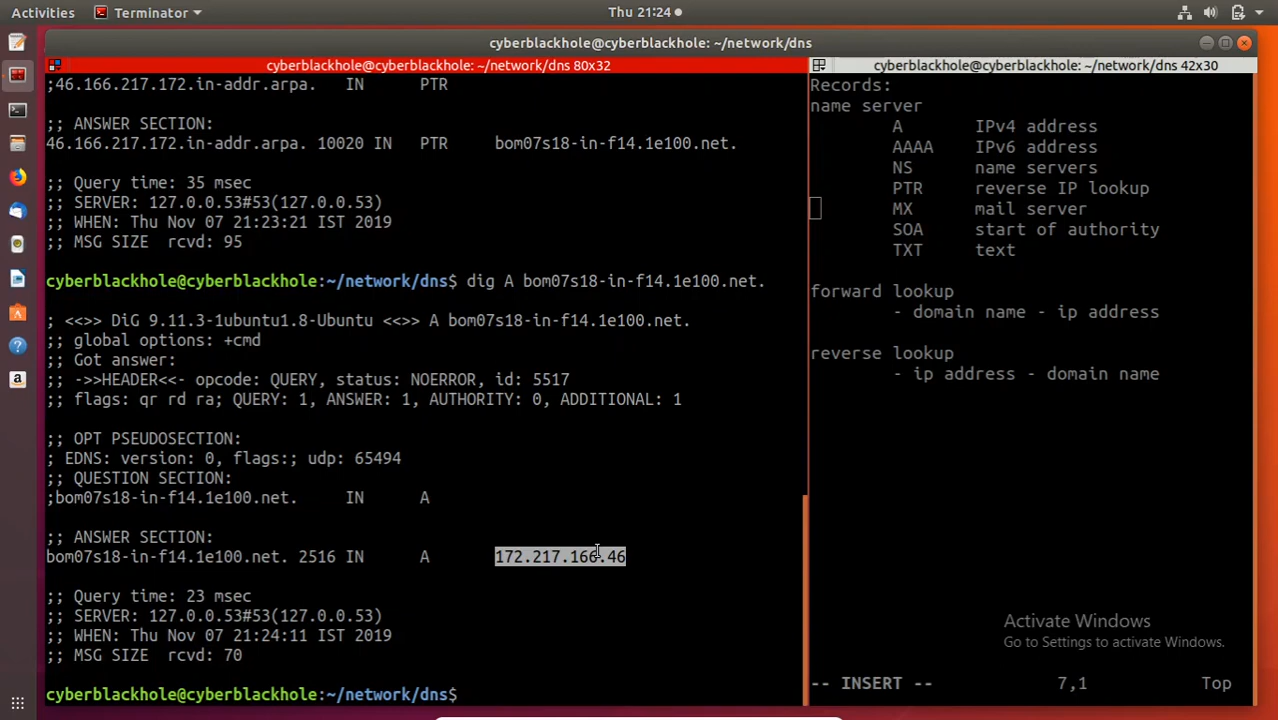 Activities
Terminator
Thu 21:24
cyberblackhole@cyberblackhole: ~/network/dns
cyberblackhole@cyberblackhole: ~/network/dns 80x32
;46.166.217.172.in-addr.arpa. IN PTR
;; ANSWER SECTION:
46.166.217.172.in-addr.arpa. 10020 IN PTR bom07s18-in-f14.1e100.net.
;; Query time: 35 msec
;; SERVER: 127.0.0.53#53(127.0.0.53)
;; WHEN: Thu Nov 07 21:23:21 IST 2019
;; MSG SIZE rcvd: 95
cyberblackhole@cyberblackhole:~/network/dns$ dig A bom07s18-in-f14.1e100.net.
; <<>> DiG 9.11.3-1ubuntu1.8-Ubuntu <<>> A bom07s18-in-f14.1e100.net.
;; global options: +cmd
;; Got answer:
;; ->>HEADER<<- opcode: QUERY, status: NOERROR, id: 5517
;; flags: qr rd ra; QUERY: 1, ANSWER: 1, AUTHORITY: 0, ADDITIONAL: 1
;; OPT PSEUDOSECTION:
; EDNS: version: 0, flags:; udp: 65494
;; QUESTION SECTION:
;bom07s18-in-f14.1e100.net. IN A
;; ANSWER SECTION:
bom07s18-in-f14.1e100.net. 2516 IN A 172.217.166.46
;; Query time: 23 msec
;; SERVER: 127.0.0.53#53(127.0.0.53)
;; WHEN: Thu Nov 07 21:24:11 IST 2019
;; MSG SIZE rcvd: 70
cyberblackhole@cyberblackhole:~/network/dns$
cyberblackhole@cyberblackhole: ~/network/dns 42x30
Records:
name server
A IPv4 address
AAAA IPv6 address
NS name servers
PTR reverse IP lookup
MX mail server
SOA start of authority
TXT text
forward lookup
- domain name - ip address
reverse lookup
- ip address - domain name
Activate Windows
Go to Settings to activate Windows.
-- INSERT -- 7,1 Top